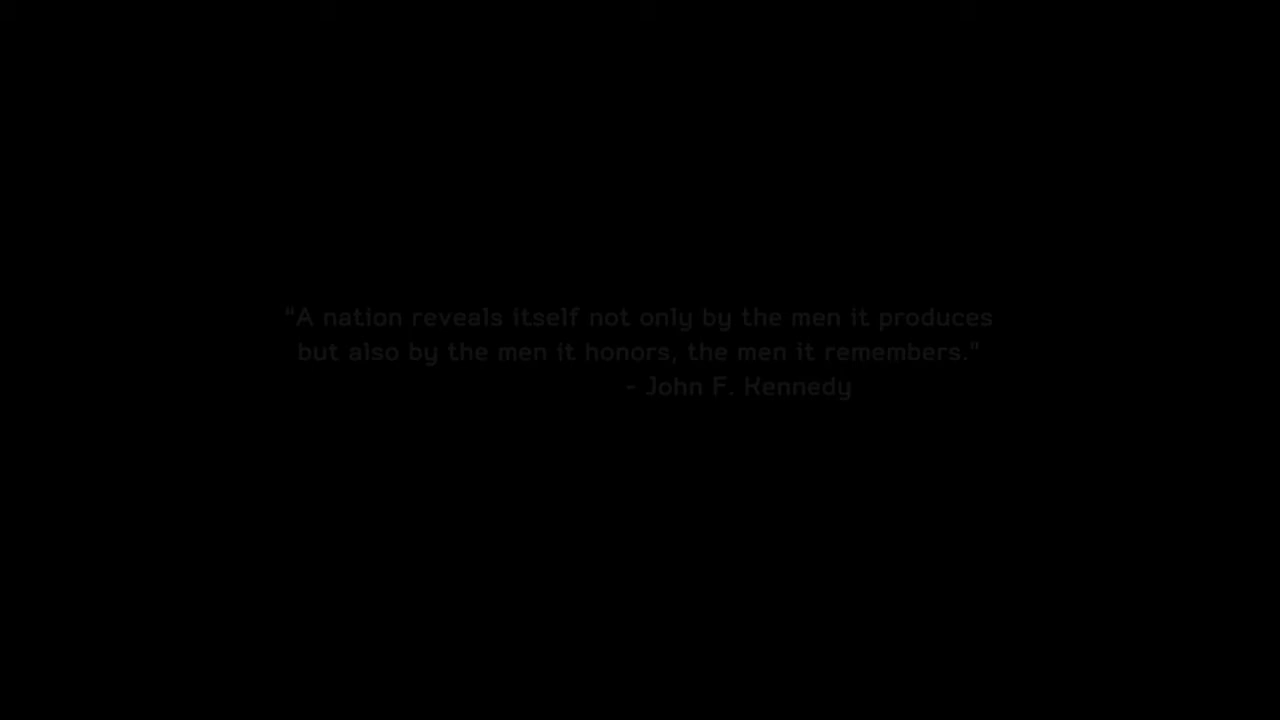 "A nation reveals itself not only by the men it produces
but also by the men it honors, the men it remembers."
- John F. Kennedy